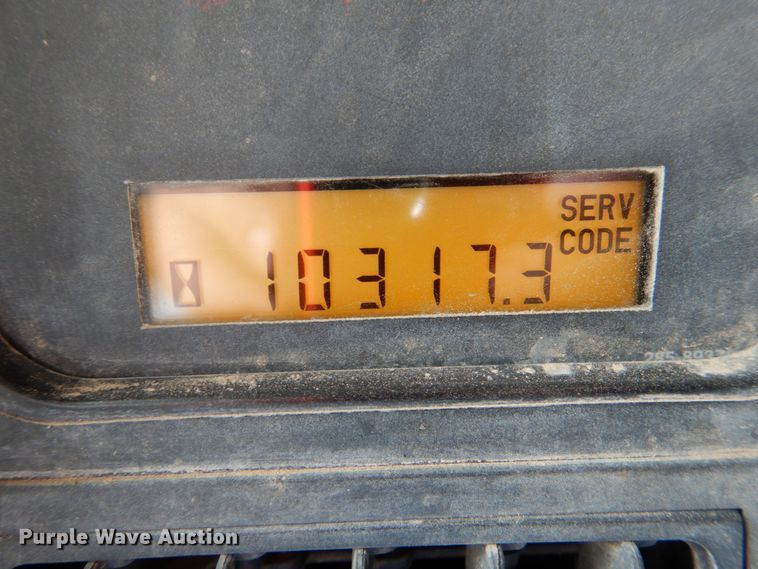 SERV
CODE
10317.3
Purple Wave Auction